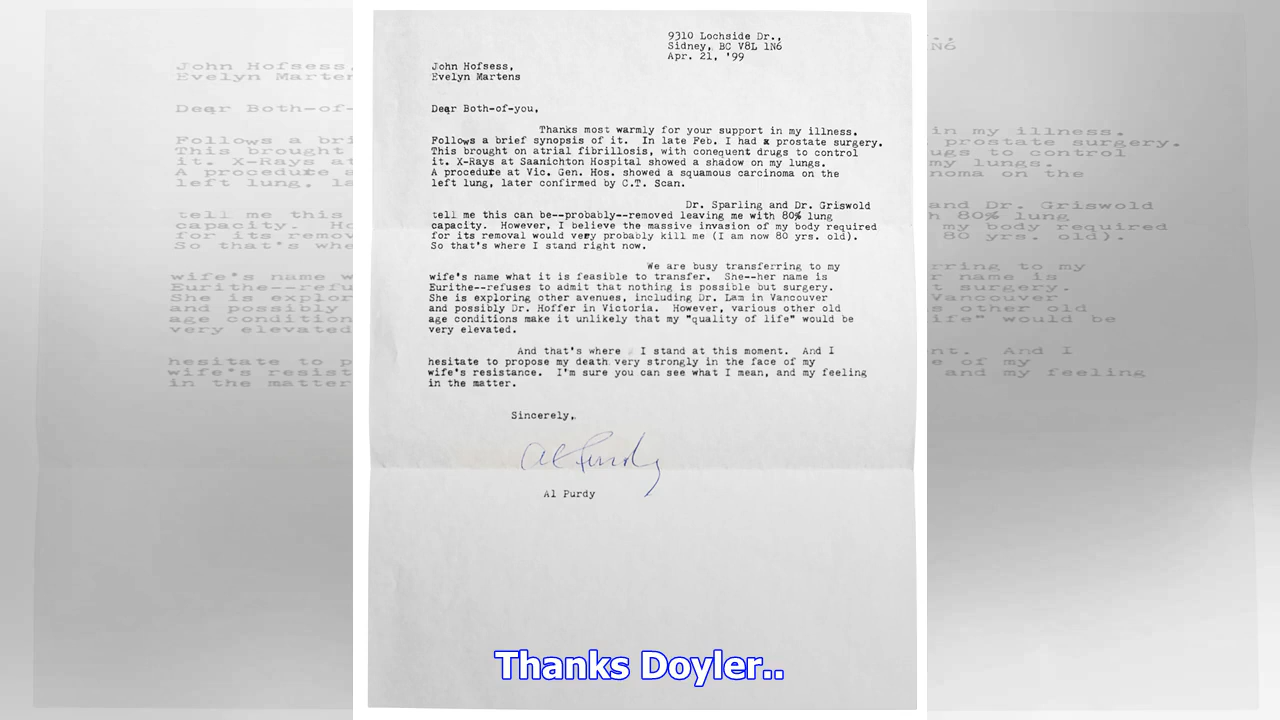 9310 Lochside Dr.,
Sidney, BC V8L 1N6
Apr. 21, '99
John Hofsess,
Evelyn Martens
Dear Both-of-you,
Thanks most warmly for your support in my illness.
Follows a brief synopsis of it. In late Feb, I had a prostate surgery.
This brought on atrial fibrillosis, with conequent drugs to control
it. X-Rays at Saanichton Hospital showed a shadow on my lungs.
A procedure at Vic. Gen. Hos. showed a squamous carcinoma on the
left lung, later confirmed by C.T. Scan.
Dr. Sparling and Dr. Griswold
tell me this can be--probably--removed leaving me with 80% lung
capacity. However, I believe the massive invasion of my body required
for its removal would very probably kill me (I am now 80 yrs. old).
So that's where I stand right now.
We are busy transferring to my
wife's name what it is feasible to transfer. She--her name is
Eurithe--refuses to admit that nothing is possible but surgery.
She is exploring other avenues, including Dr. Lam in Vancouver
and possibly Dr. Hoffer in Victoria. However, various other old
age conditions make it unlikely that my "quality of life" would be
very elevated.
And that's where I stand at this moment. And I
hesitate to propose my death very strongly in the face of my
wife's resistance. I'm sure you can see what I mean, and my feeling
in the matter.
Sincerely,
Al Purdy
Al Purdy
Thanks Doyler..